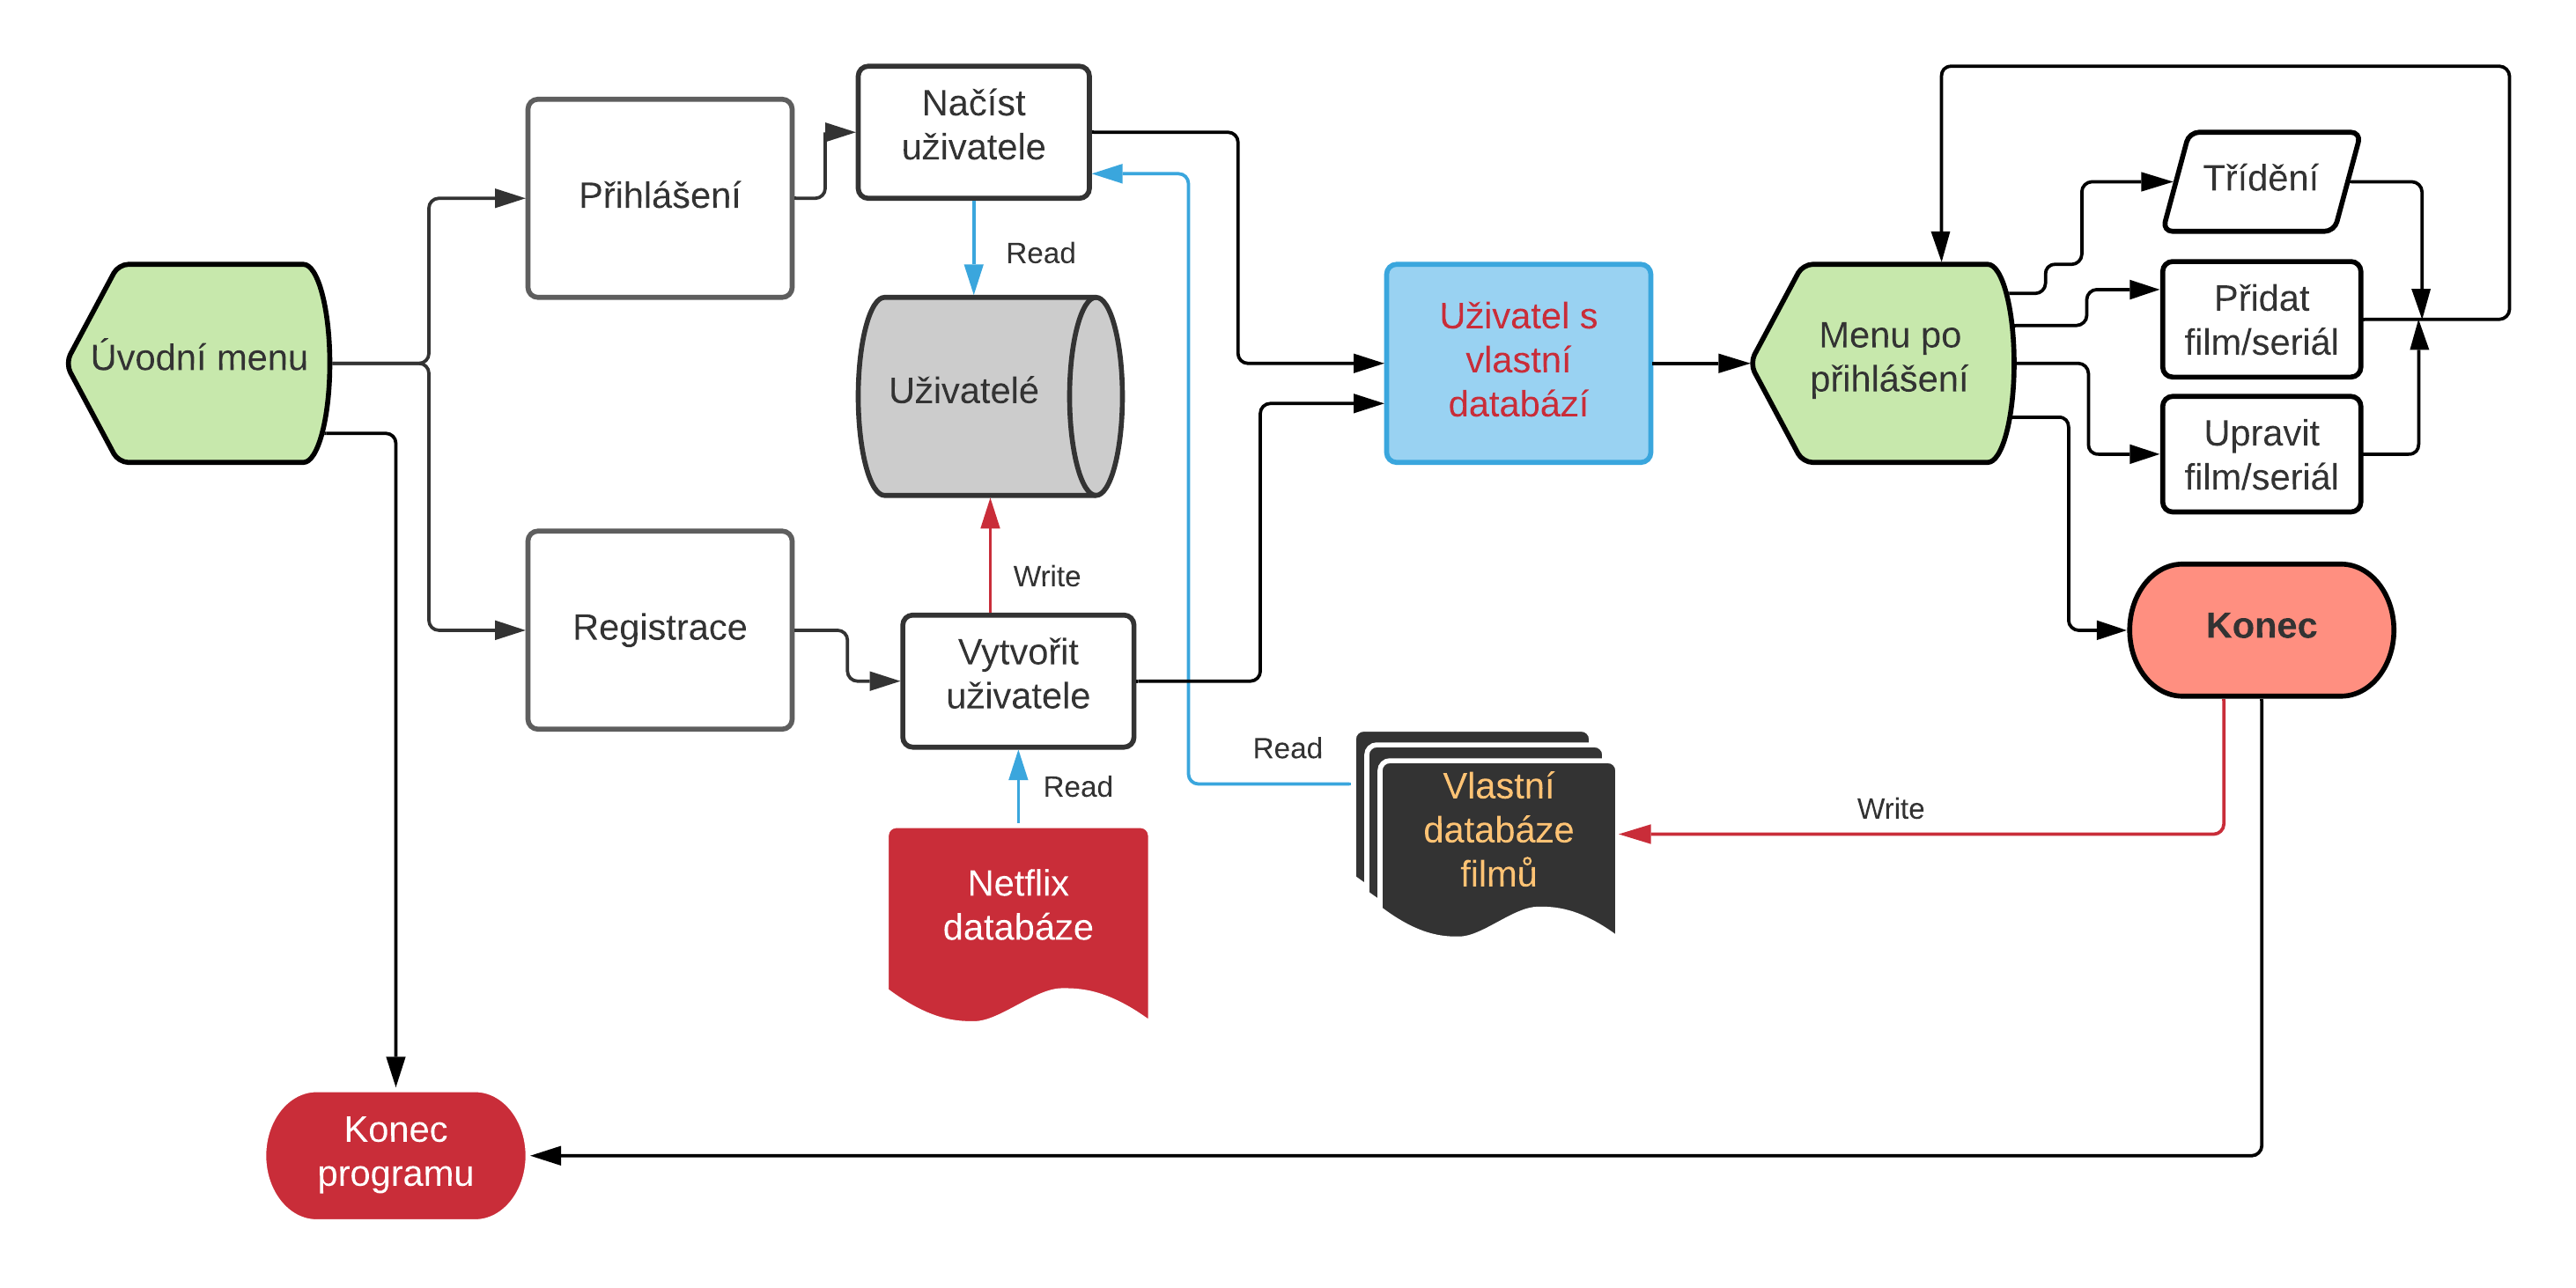 Úvodní menu
Přihlášení
Registrace
Načíst
uživatele
Read
Uživatelé
Write
Vytvořit
uživatele
Read
Netflix
databáze
Uživatel s
vlastní
databází
Menu po
přihlášení
Třídění
Přidat
film/seriál
Upravit
film/seriál
Konec
Read
Vlastní
databáze
filmů
Write
Konec
programu